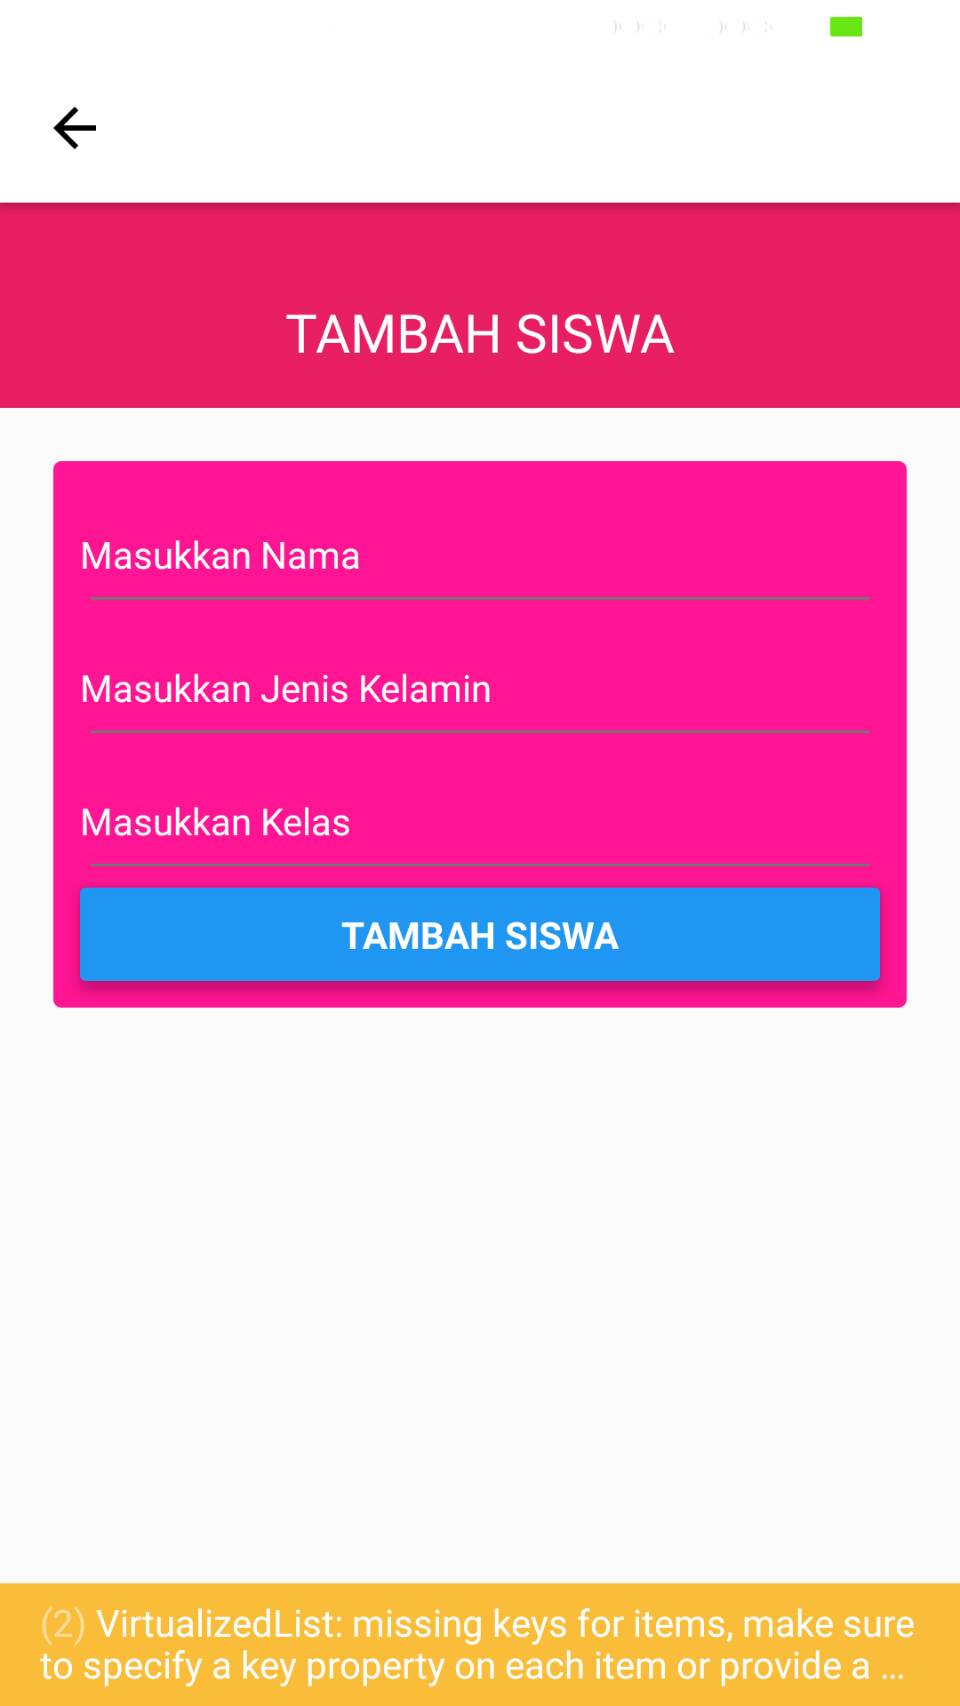 TAMBAH SISWA
Masukkan Nama
Masukkan Jenis Kelamin
Masukkan Kelas
TAMBAH SISWA
(2) VirtualizedList: missing keys for items, make sure
to specify a key property on each item or provide a ...